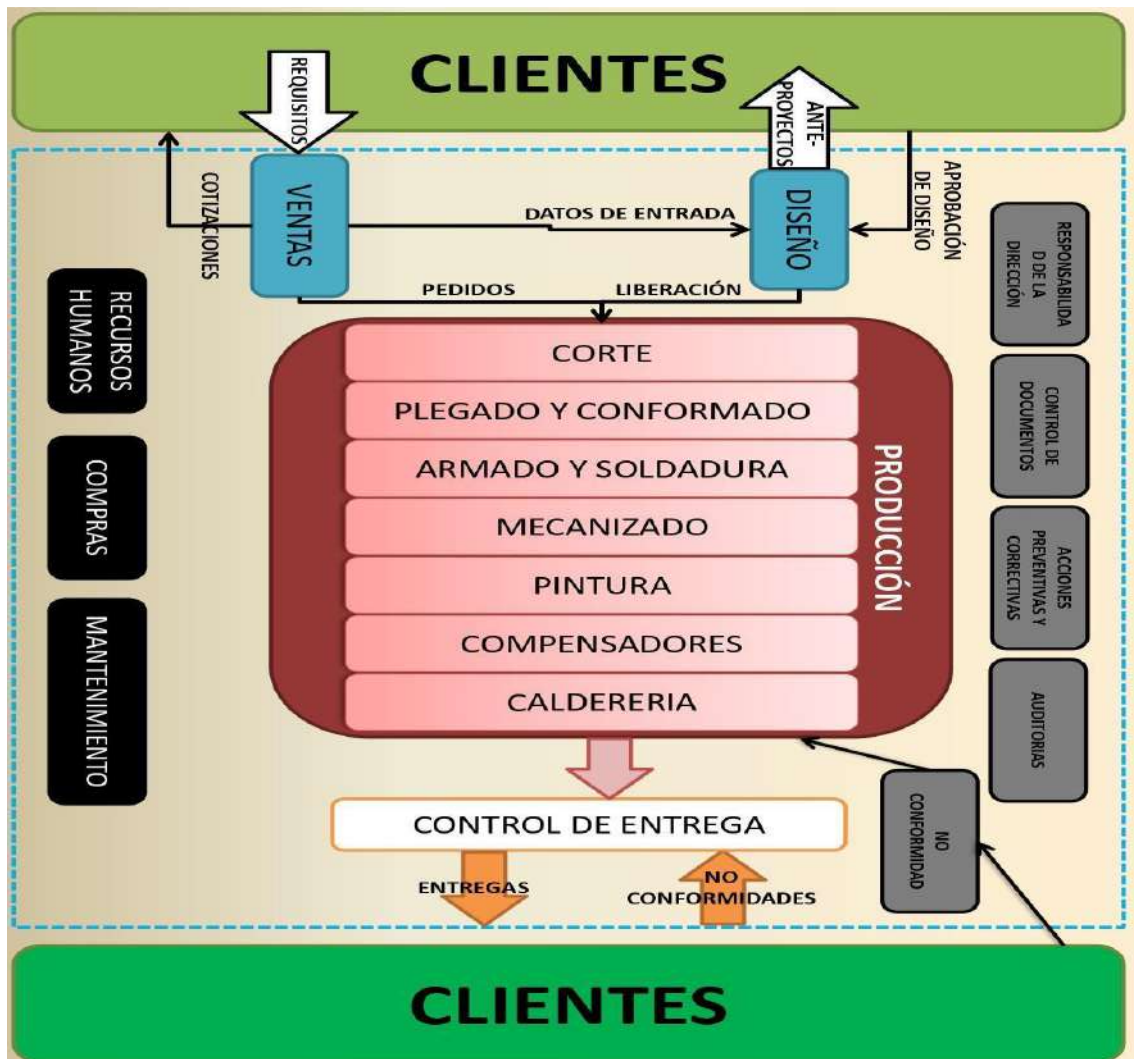 CLIENTES
REQUISITOS
ANTE-
PROYECTOS
COTIZACIONES
VENTAS
DATOS DE ENTRADA
DISEÑO
APROBACIÓN
DE DISEÑO
PEDIDOS
LIBERACIÓN
RECURSOS
HUMANOS
COMPRAS
MANTENIMIENTO
PRODUCCIÓN
CORTE
PLEGADO Y CONFORMADO
ARMADO Y SOLDADURA
MECANIZADO
PINTURA
COMPENSADORES
CALDERERIA
RESPONSABILIDA
D DE LA
DIRECCIÓN
CONTROL DE
DOCUMENTOS
ACCIONES
PREVENTIVAS Y
CORRECTIVAS
AUDITORIAS
NO
CONFORMIDAD
CONTROL DE ENTREGA
ENTREGAS
NO
CONFORMIDADES
CLIENTES